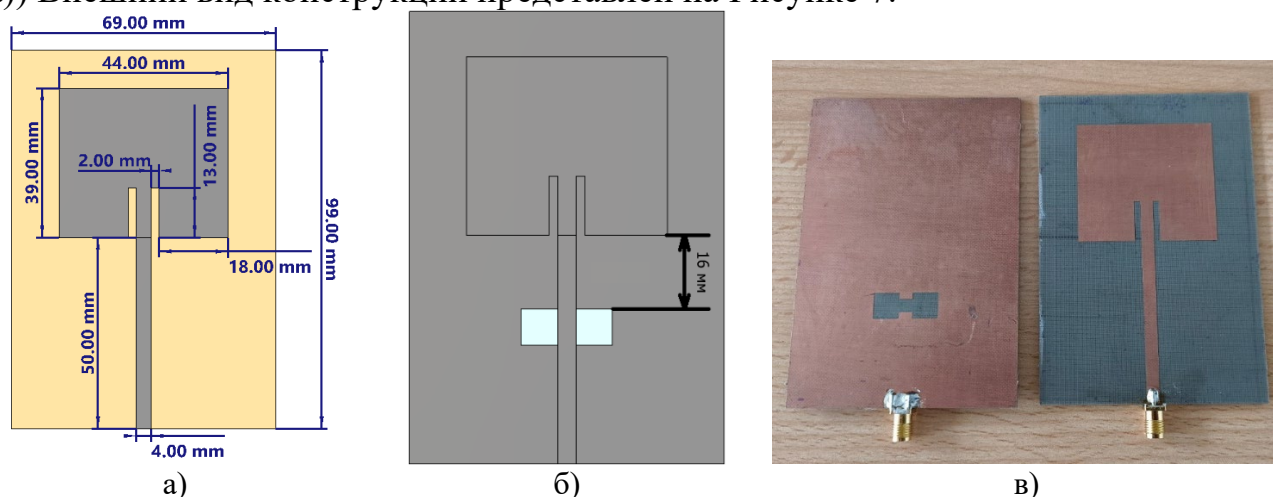 Внешний вид конструкции представлен на Рисунке 7.
69.00 mm
44.00 mm
39.00 mm
2.00 mm
13.00 mm
99.00 mm
18.00 mm
50.00 mm
4.00 mm
16 мм
а)
б)
в)